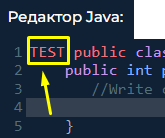 Редактор Java:
1 TEST public clas
2 public int p
3 //Write c
4
5 }